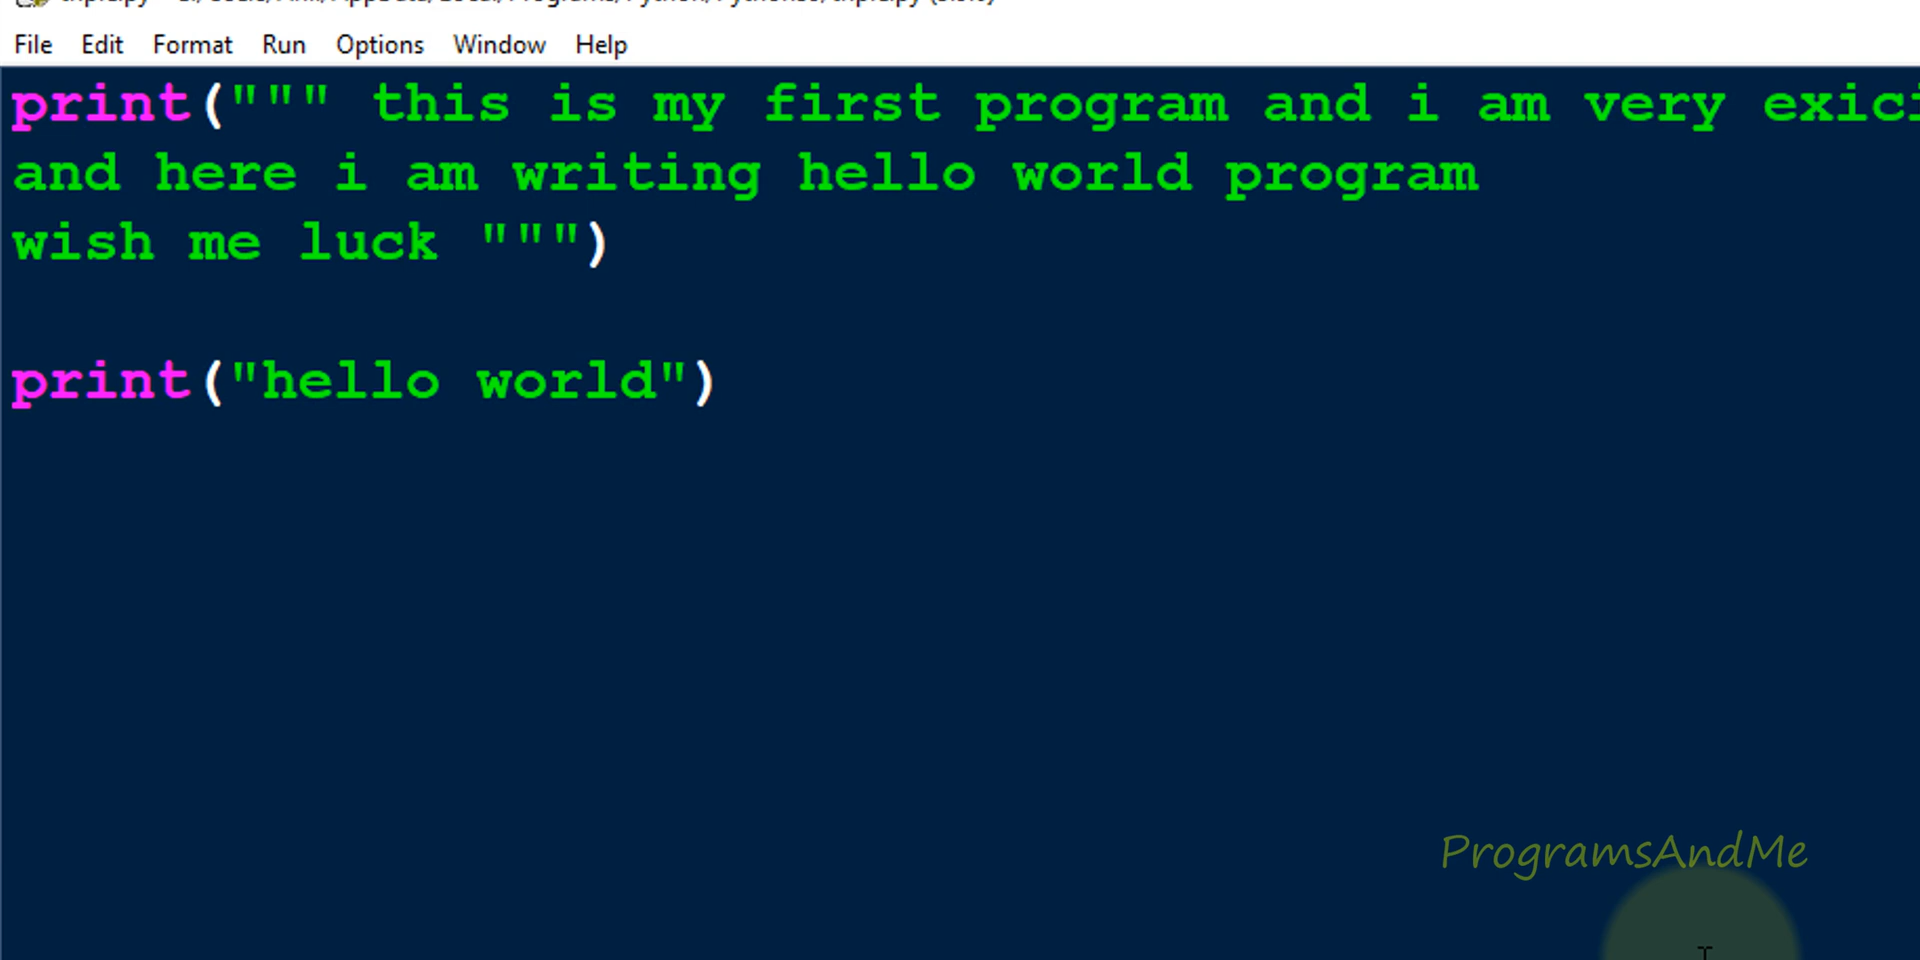 File Edit Format Run Options Window Help
print(""" this is my first program and i am very exici
and here i am writing hello world program
wish me luck """)
print("hello world")
ProgramsAndMe